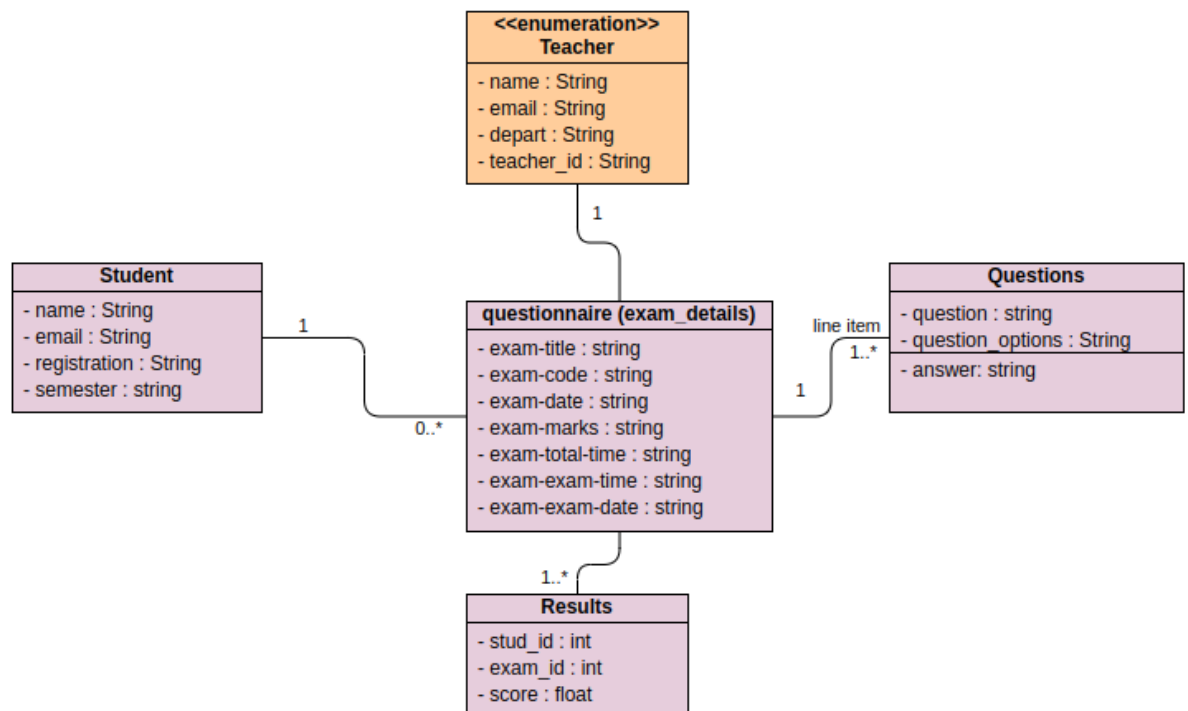 <<enumeration>>
Teacher
- name : String
- email : String
- depart : String
- teacher_id : String
1
Student
- name : String
- email : String
- registration : String
- semester : string
1
0..*
questionnaire (exam_details)
- exam-title : string
- exam-code : string
- exam-date : string
- exam-marks : string
- exam-total-time : string
- exam-exam-time : string
- exam-exam-date : string
1
line item
1..*
Questions
- question : string
- question_options : String
- answer: string
1..*
Results
- stud_id : int
- exam_id : int
- score : float